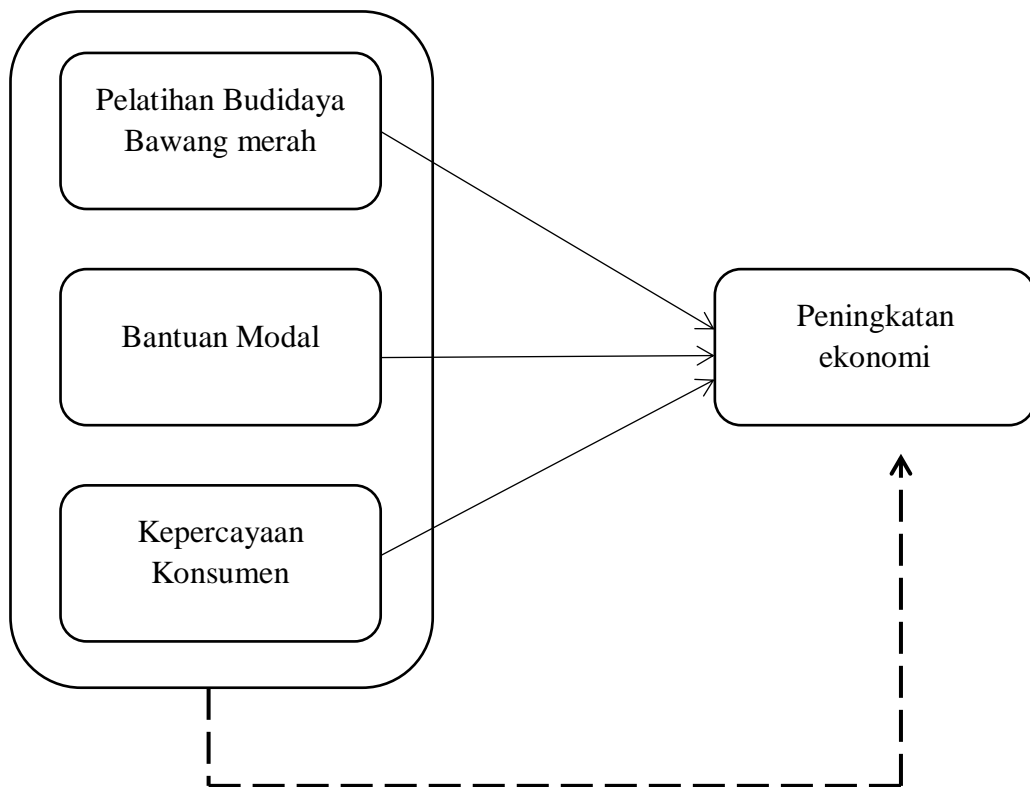 Pelatihan Budidaya
Bawang merah
Bantuan Modal
Kepercayaan
Konsumen
Peningkatan
ekonomi